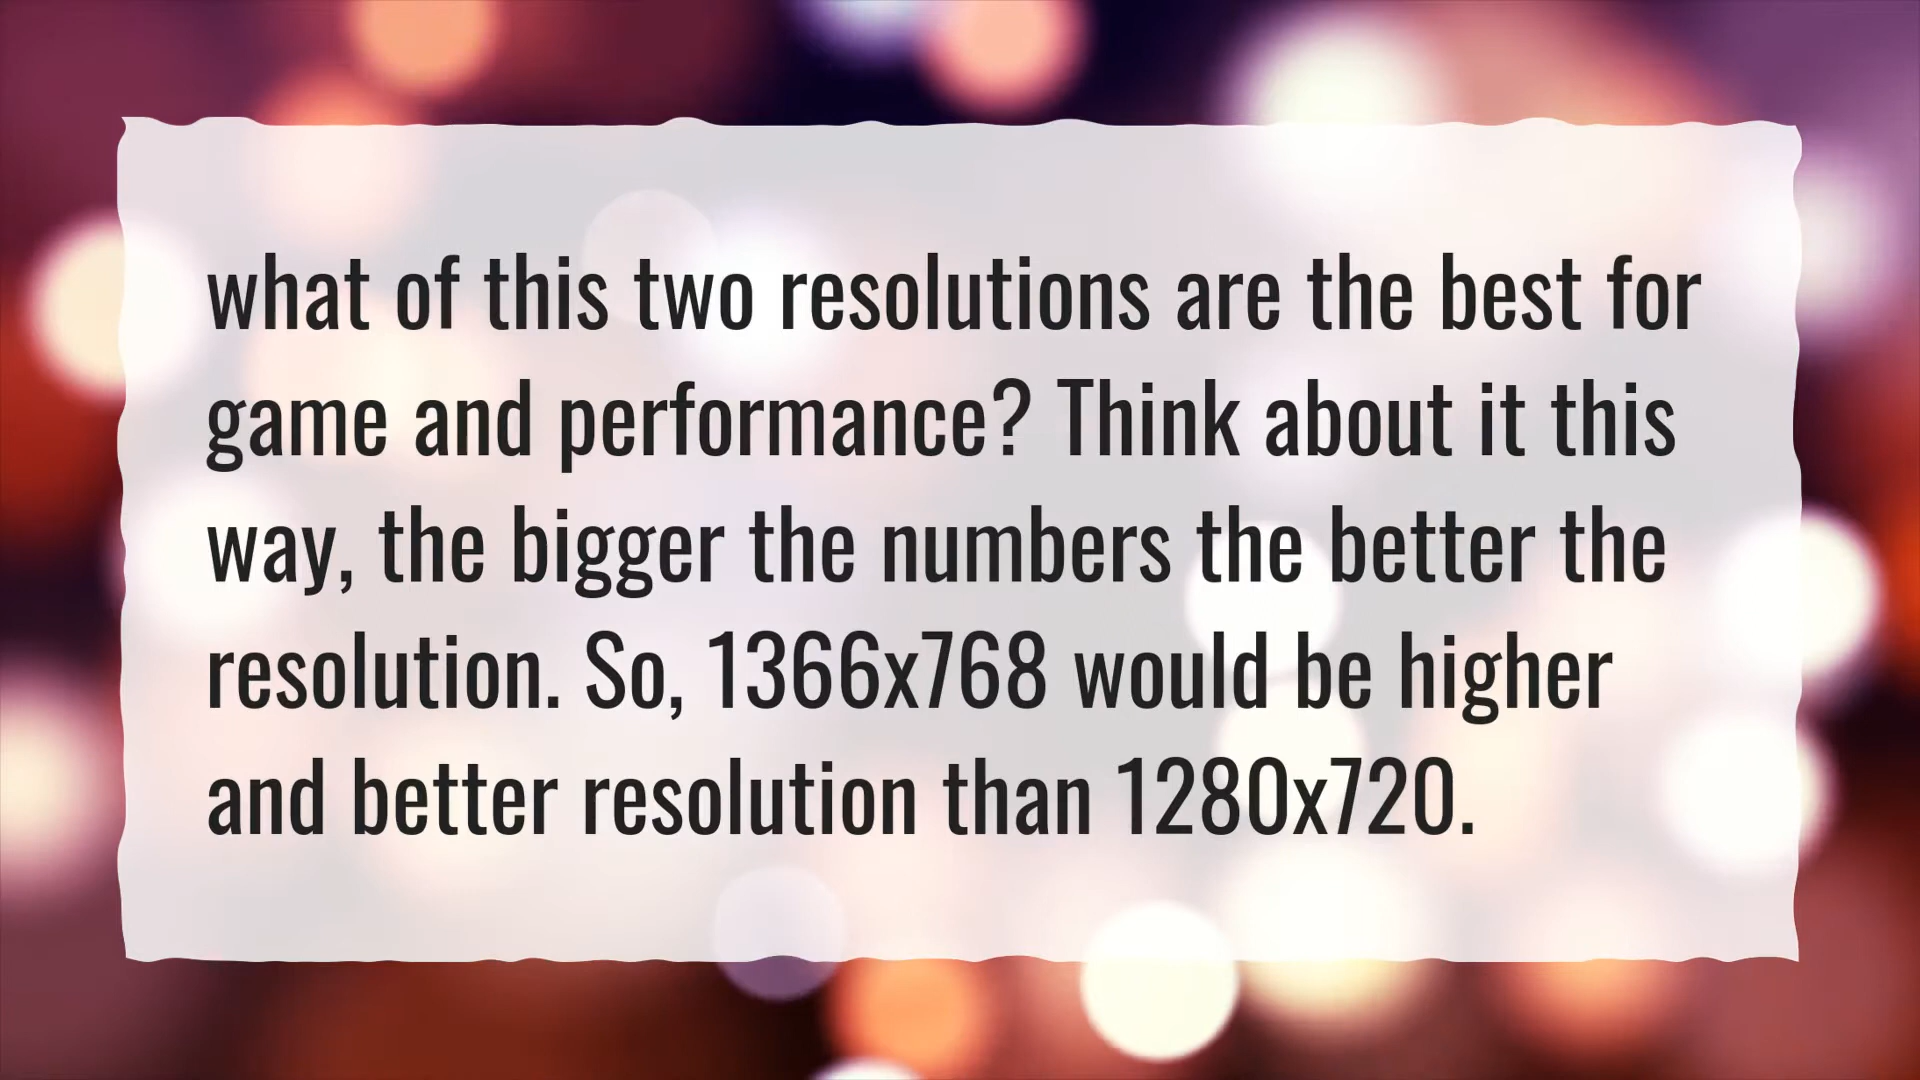 what of this two resolutions are the best for
game and performance? Think about it this
way, the bigger the numbers the better the
resolution. So, 1366x768 would be higher
and better resolution than 1280x720.